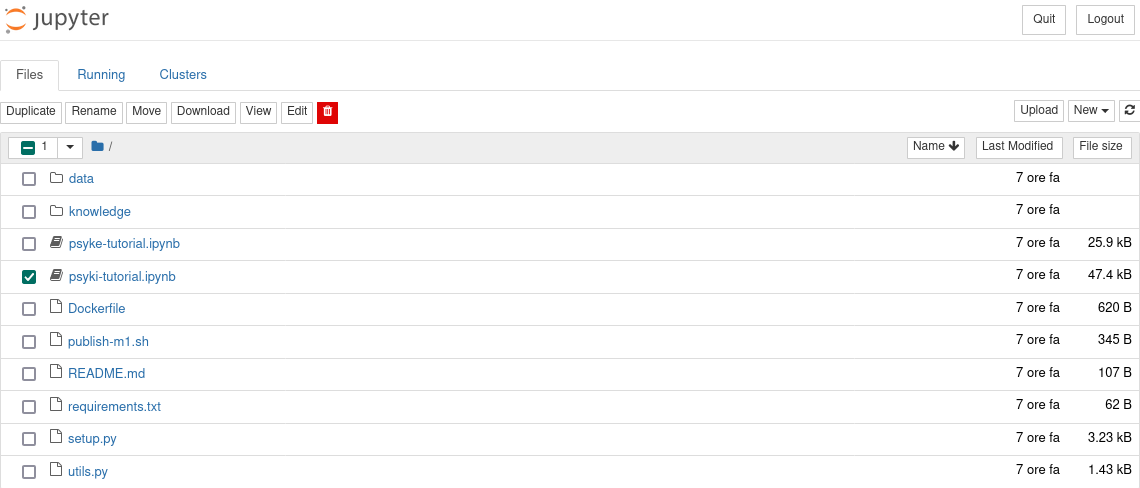 jupyter Quit Logout
Files Running Clusters
Duplicate Rename Move Download View Edit Upload New
1 / Name Last Modified File size
data 7 ore fa
knowledge 7 ore fa
psyke-tutorial.ipynb 7 ore fa 25.9 kB
psyki-tutorial.ipynb 7 ore fa 47.4 kB
Dockerfile 7 ore fa 620 B
publish-m1.sh 7 ore fa 345 B
README.md 7 ore fa 107 B
requirements.txt 7 ore fa 62 B
setup.py 7 ore fa 3.23 kB
utils.py 7 ore fa 1.43 kB